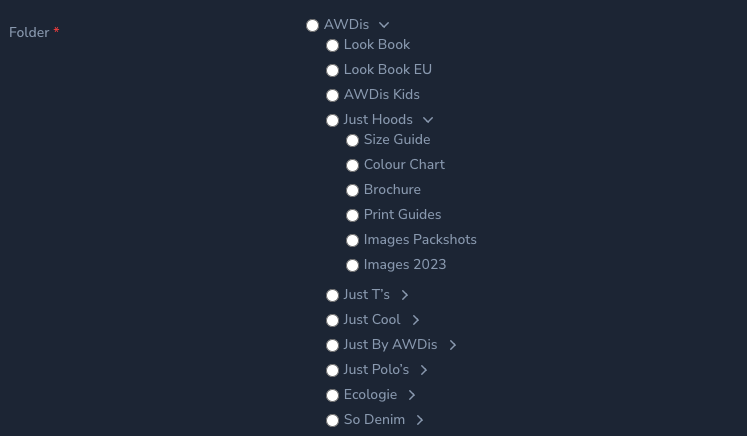 Folder *
AWDis
Look Book
Look Book EU
AWDis Kids
Just Hoods
Size Guide
Colour Chart
Brochure
Print Guides
Images Packshots
Images 2023
Just T's
Just Cool
Just By AWDis
Just Polo's
Ecologie
So Denim